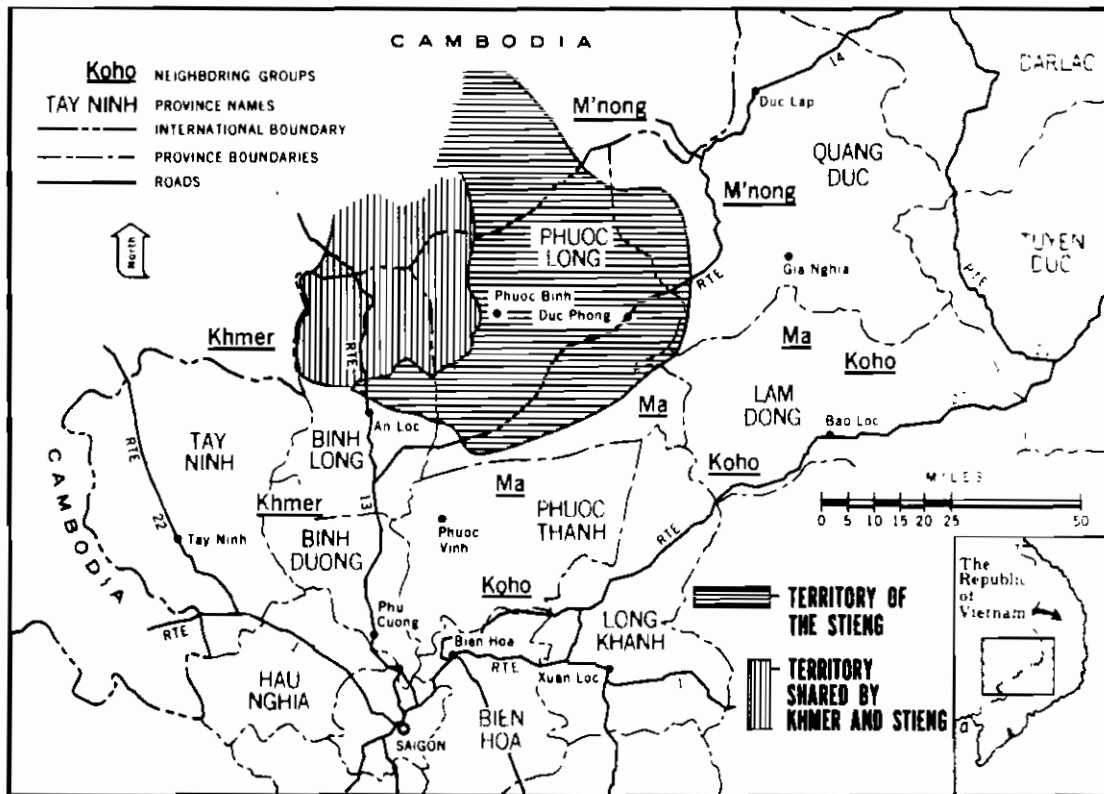 CAMBODIA
Koho NEIGHBORING GROUPS
TAY NINH PROVINCE NAMES
INTERNATIONAL BOUNDARY
PROVINCE BOUNDARIES
ROADS
North
M'nong
14
DARLAC
Duc Lap
QUANG
DUC
M'nong
PHUOC
LONG
TUYEN
DUC
Gia Nghia
RTE
RTE
Phuoc Binh
Duc Phong
Khmer
RTE
Ma
Koho
LAM
DONG
Ma
An Loc
Bao Loc
BINH
LONG
TAY
NINH
RTE
CAMBODIA
Koho
Ma
Khmer
13
PHUOC
THANH
Phuoc
Vinh
BINH
DUONG
22
Tay Ninh
RTE
MILES
0 5 10 15 20 25 50
Koho
Phu
Cuong
RTE
Bien Hoa
RTE
Xuan Loc
LONG
KHANH
1
HAU
NGHIA
SAIGON
BIEN
HOA
TERRITORY OF
THE STIENG
TERRITORY
SHARED BY
KHMER AND STIENG
The
Republic
of
Vietnam